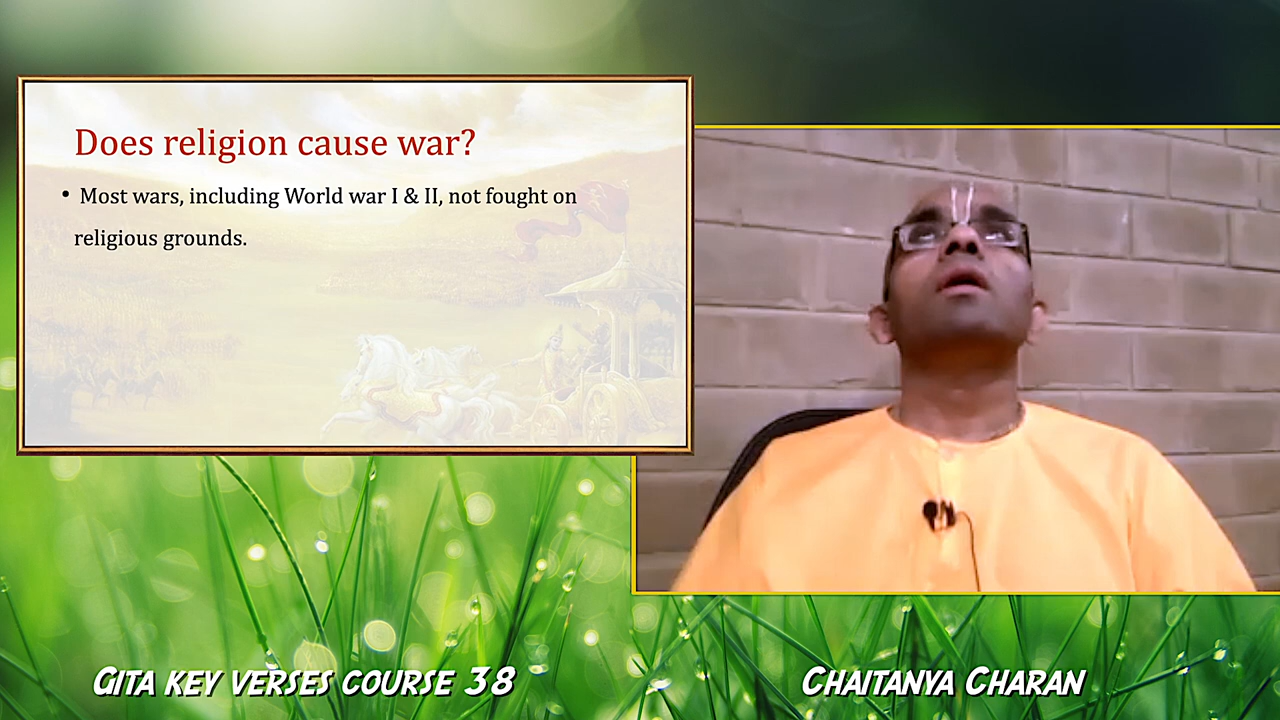 Does religion cause war?
• Most wars, including World war I & II, not fought on
religious grounds.
Gita key verses course 38
Chaitanya Charan